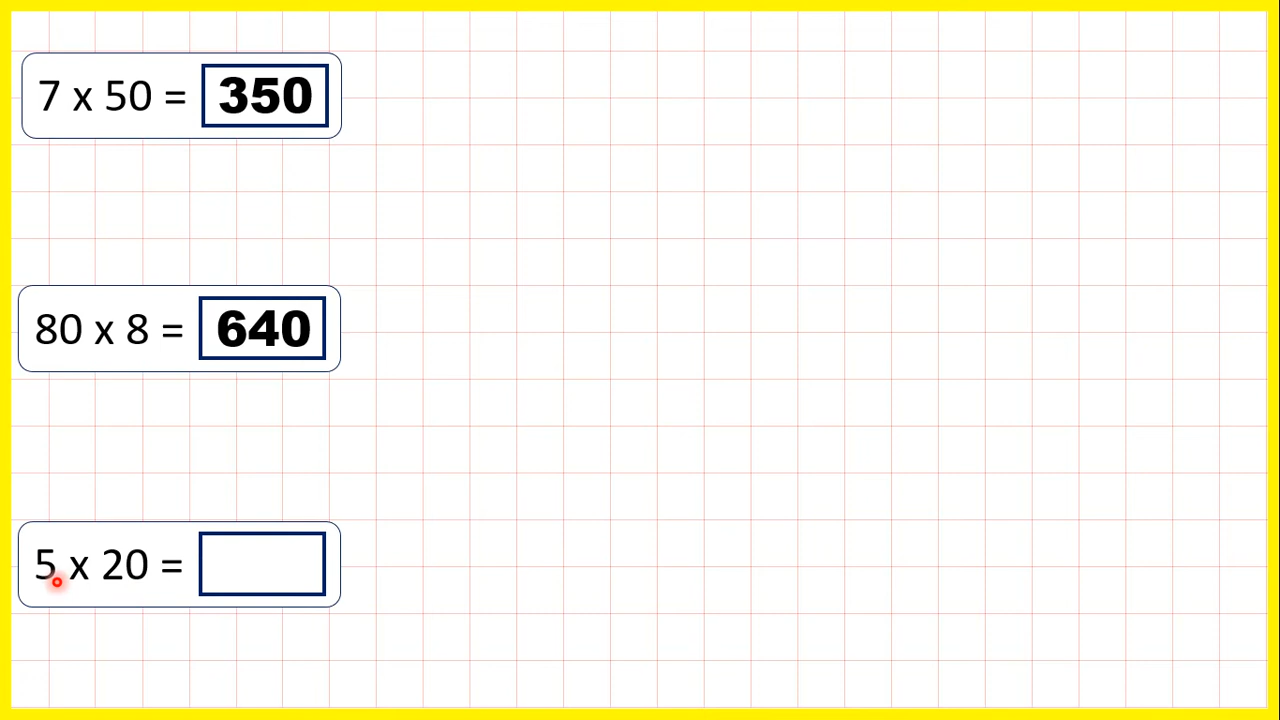 7 x 50 = 350
80 x 8 = 640
5 x 20 =